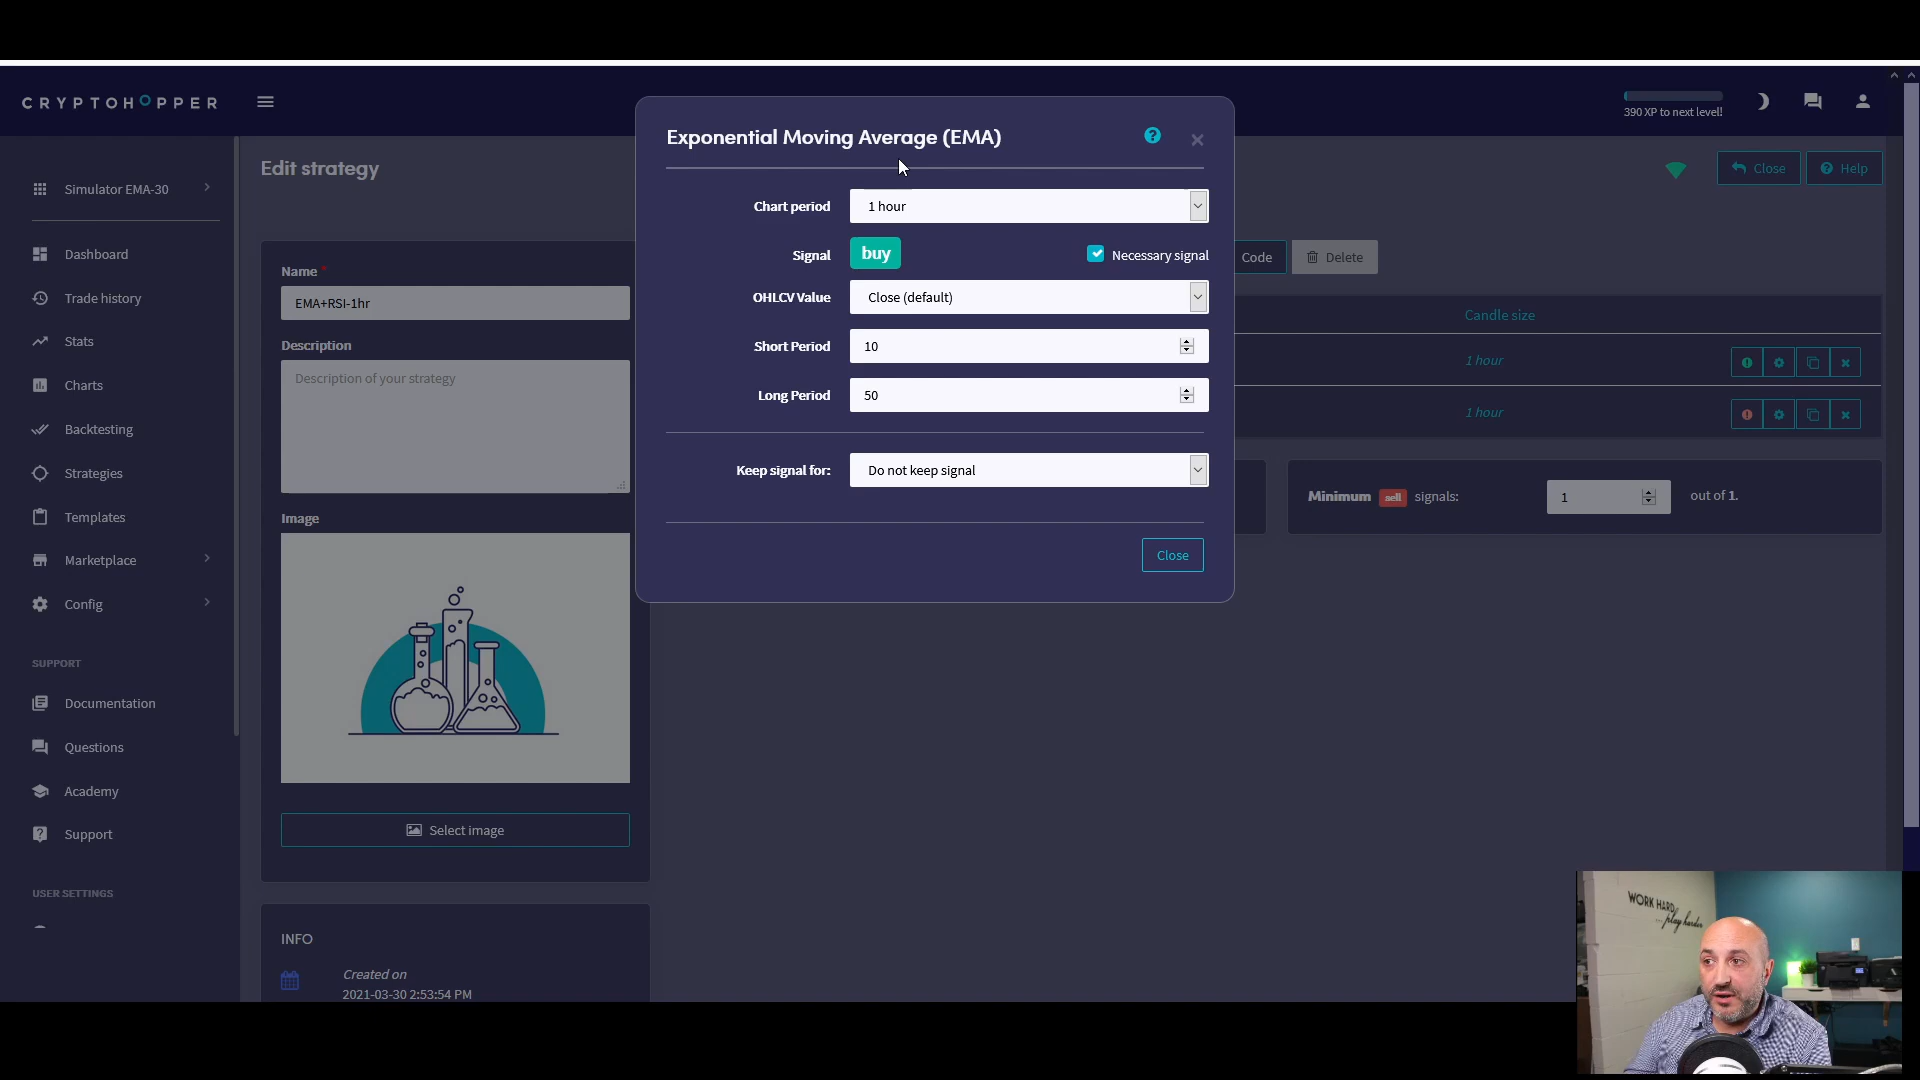 CRYPTOHOPPER
390 XP to next level!
Simulator EMA-30
Dashboard
Trade history
Stats
Charts
Backtesting
Strategies
Templates
Marketplace
Config
SUPPORT
Documentation
Questions
Academy
Support
USER SETTINGS
Edit strategy
Close
Help
Name *
EMA+RSI-1hr
Description
Description of your strategy
Image
Select image
INFO
Created on
2021-03-30 2:53:54 PM
Exponential Moving Average (EMA)
Chart period
1 hour
Signal
buy
Necessary signal
OHLCV Value
Close (default)
Short Period
10
Long Period
50
Keep signal for:
Do not keep signal
Close
Code
Delete
Candle size
1 hour
1 hour
Minimum sell signals:
1
out of 1.
WORK HARD
...play harder